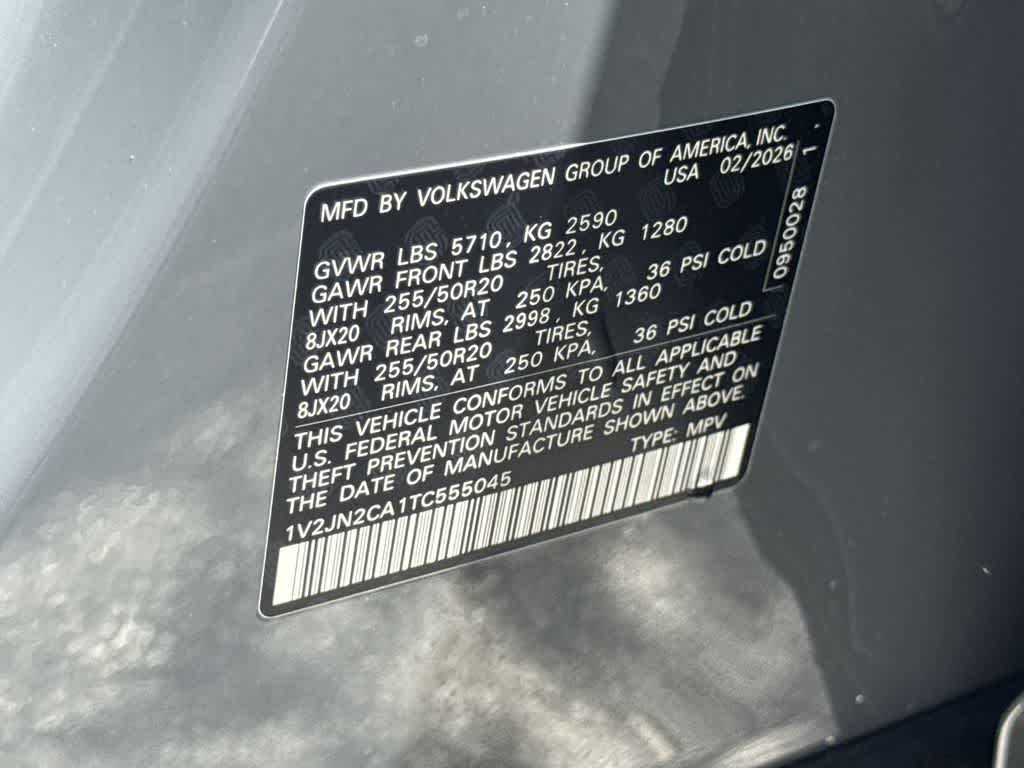 MFD BY VOLKSWAGEN GROUP OF AMERICA, INC.
USA 02/2026
GVWR LBS 5710, KG 2590
GAWR FRONT LBS 2822, KG 1280
WITH 255/50R20 TIRES,
8JX20 RIMS, AT 250 KPA, 36 PSI COLD
GAWR REAR LBS 2998, KG 1360
WITH 255/50R20 TIRES,
8JX20 RIMS, AT 250 KPA, 36 PSI COLD
THIS VEHICLE CONFORMS TO ALL APPLICABLE
U.S. FEDERAL MOTOR VEHICLE SAFETY AND
THEFT PREVENTION STANDARDS IN EFFECT ON
THE DATE OF MANUFACTURE SHOWN ABOVE.
1V2JN2CA1TC555045 TYPE: MPV
0950028 1 .